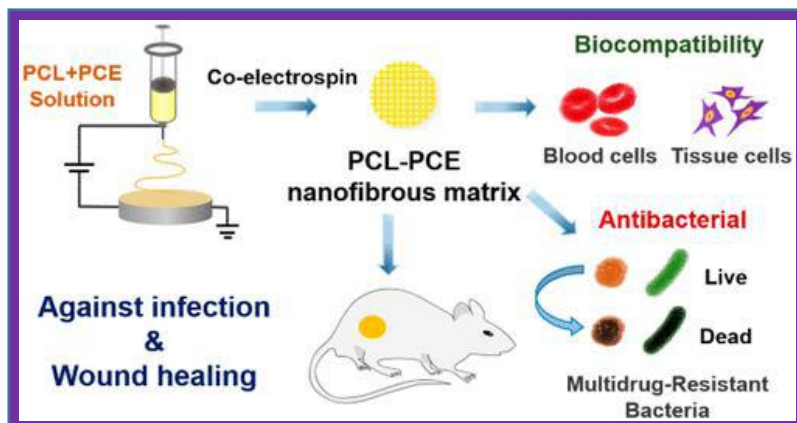 PCL+PCE
Solution
Co-electrospin
PCL-PCE
nanofibrous matrix
Biocompatibility
Blood cells
Tissue cells
Antibacterial
Live
Dead
Multidrug-Resistant
Bacteria
Against infection
&
Wound healing